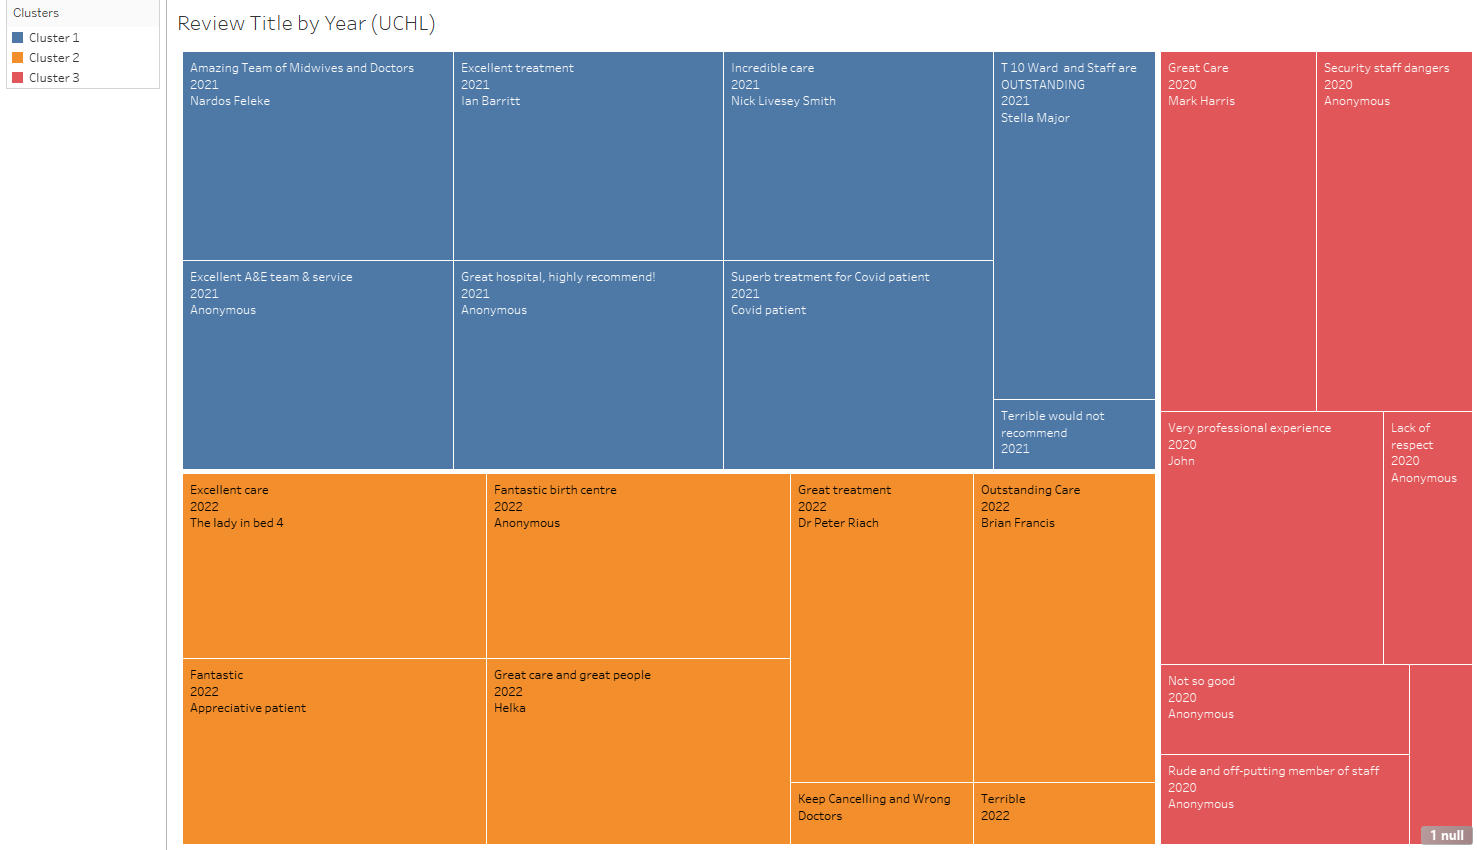 Clusters
Cluster 1
Cluster 2
Cluster 3
Review Title by Year (UCHL)
Amazing Team of Midwives and Doctors
2021
Nardos Feleke
Excellent treatment
2021
Ian Barritt
Incredible care
2021
Nick Livesey Smith
T 10 Ward and Staff are
OUTSTANDING
2021
Stella Major
Great Care
2020
Mark Harris
Security staff dangers
2020
Anonymous
Excellent A&E team & service
2021
Anonymous
Great hospital, highly recommend!
2021
Anonymous
Superb treatment for Covid patient
2021
Covid patient
Terrible would not
recommend
2021
Very professional experience
2020
John
Lack of
respect
2020
Anonymous
Excellent care
2022
The lady in bed 4
Fantastic birth centre
2022
Anonymous
Great treatment
2022
Dr Peter Riach
Outstanding Care
2022
Brian Francis
Fantastic
2022
Appreciative patient
Great care and great people
2022
Helka
Not so good
2020
Anonymous
Rude and off-putting member of staff
2020
Anonymous
Keep Cancelling and Wrong
Doctors
Terrible
2022
1 null